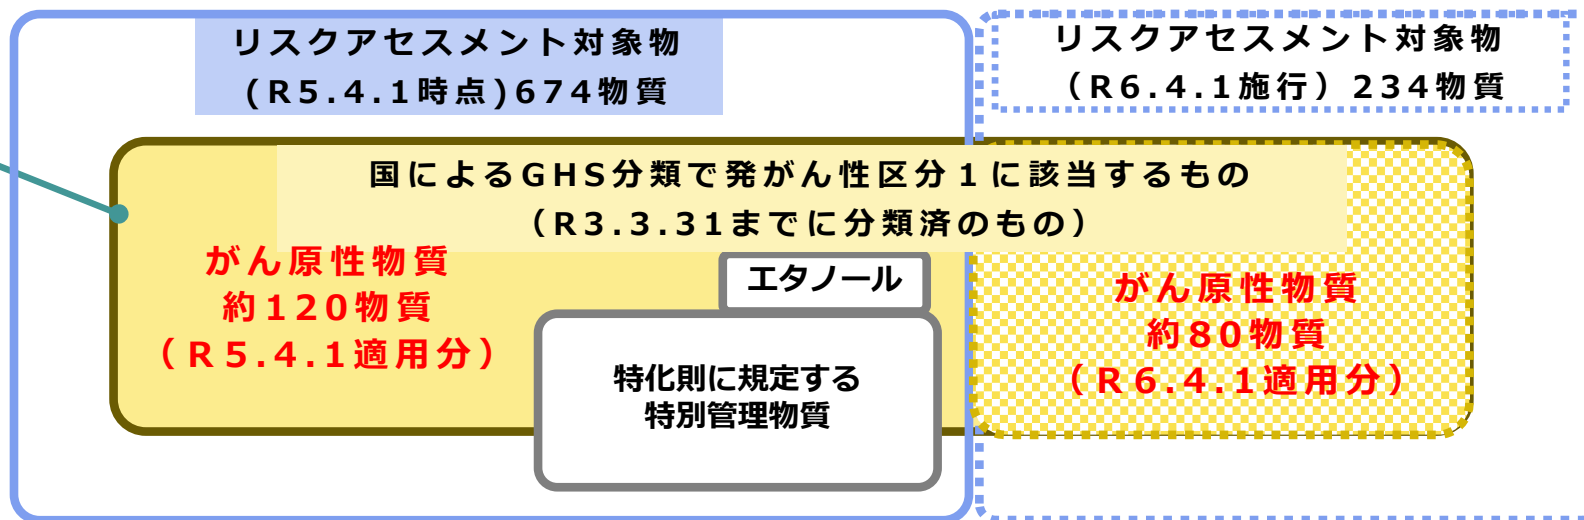 リスクアセスメント対象物
(R5.4.1時点)674物質
リスクアセスメント対象物
（R6.4.1施行）234物質
国によるGHS分類で発がん性区分１に該当するもの
（R3.3.31までに分類済のもの）
がん原性物質
約120物質
（R5.4.1適用分）
エタノール
特化則に規定する
特別管理物質
がん原性物質
約80物質
（R6.4.1適用分）